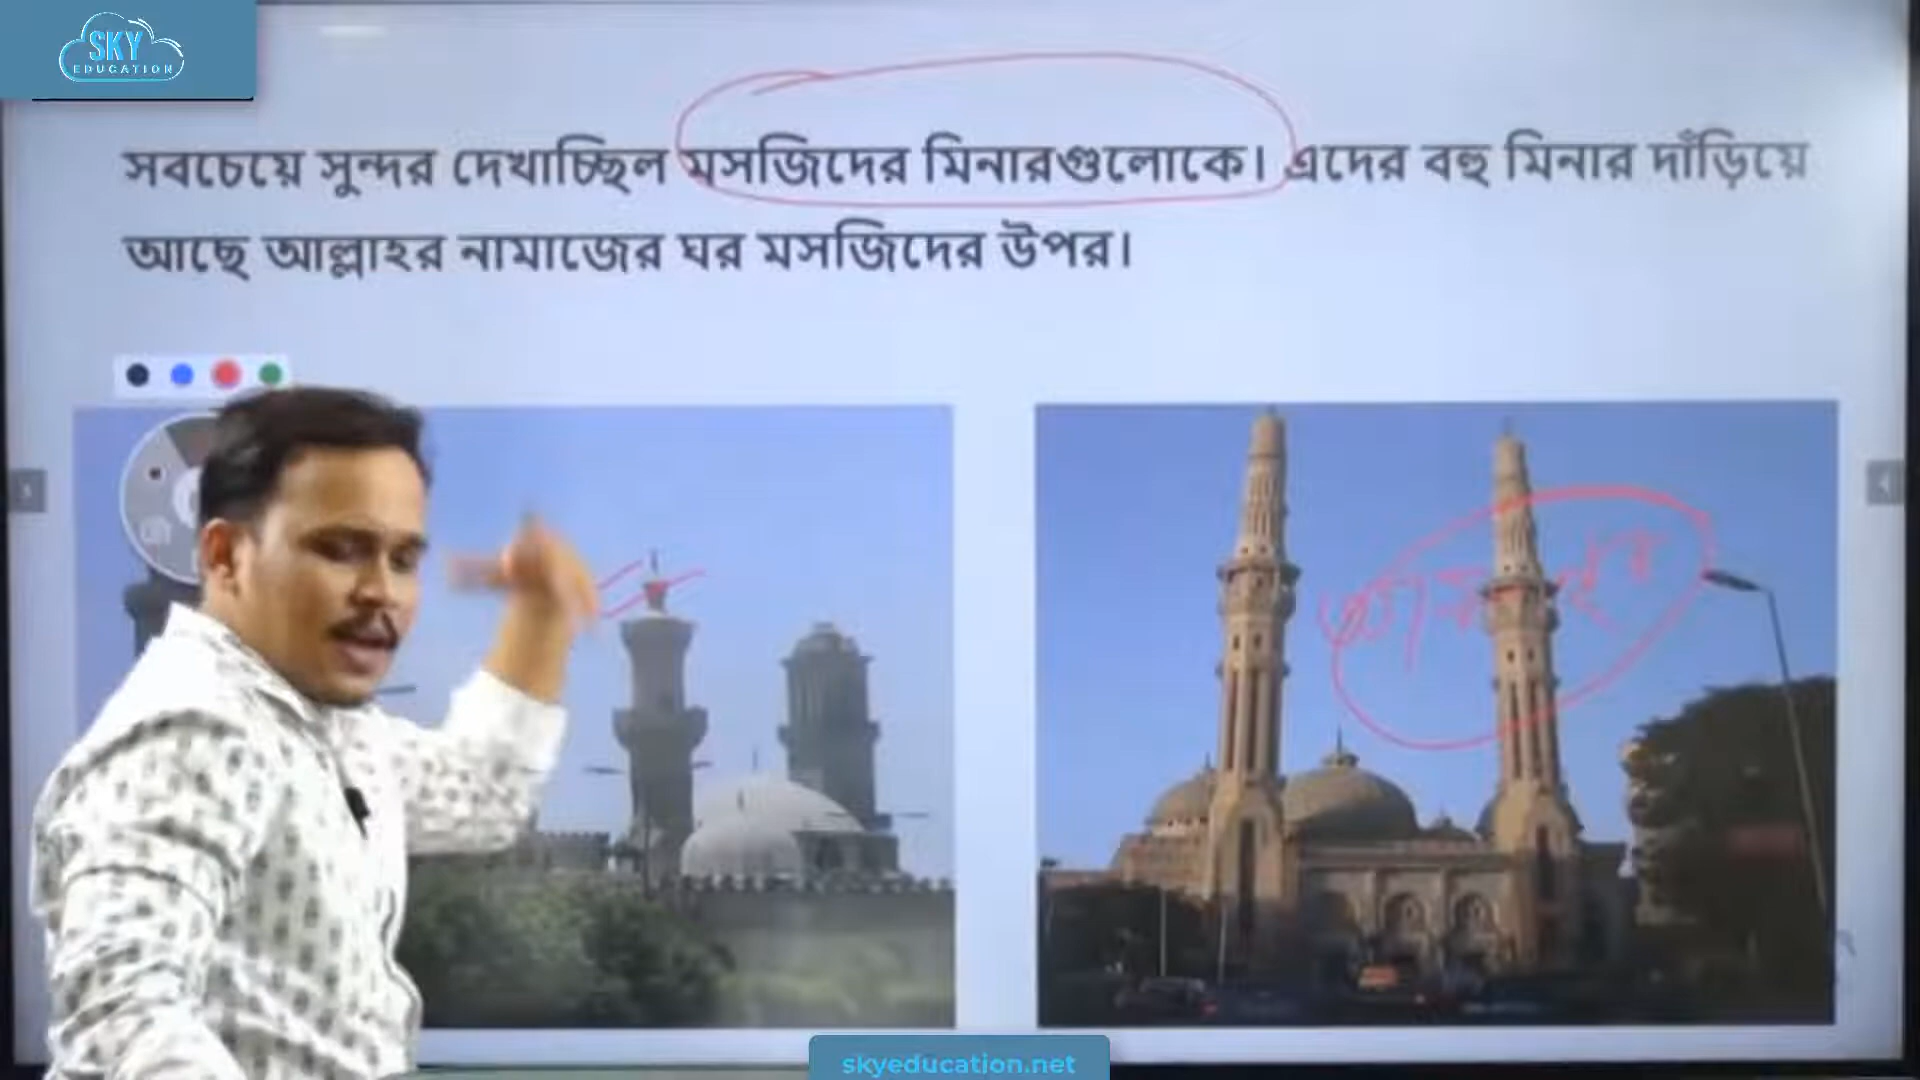 SKY
EDUCATION
সবচেয়ে সুন্দর দেখাচ্ছিল মসজিদের মিনারগুলোকে। এদের বহু মিনার দাঁড়িয়ে
আছে আল্লাহর নামাজের ঘর মসজিদের উপর।
skyeducation.net